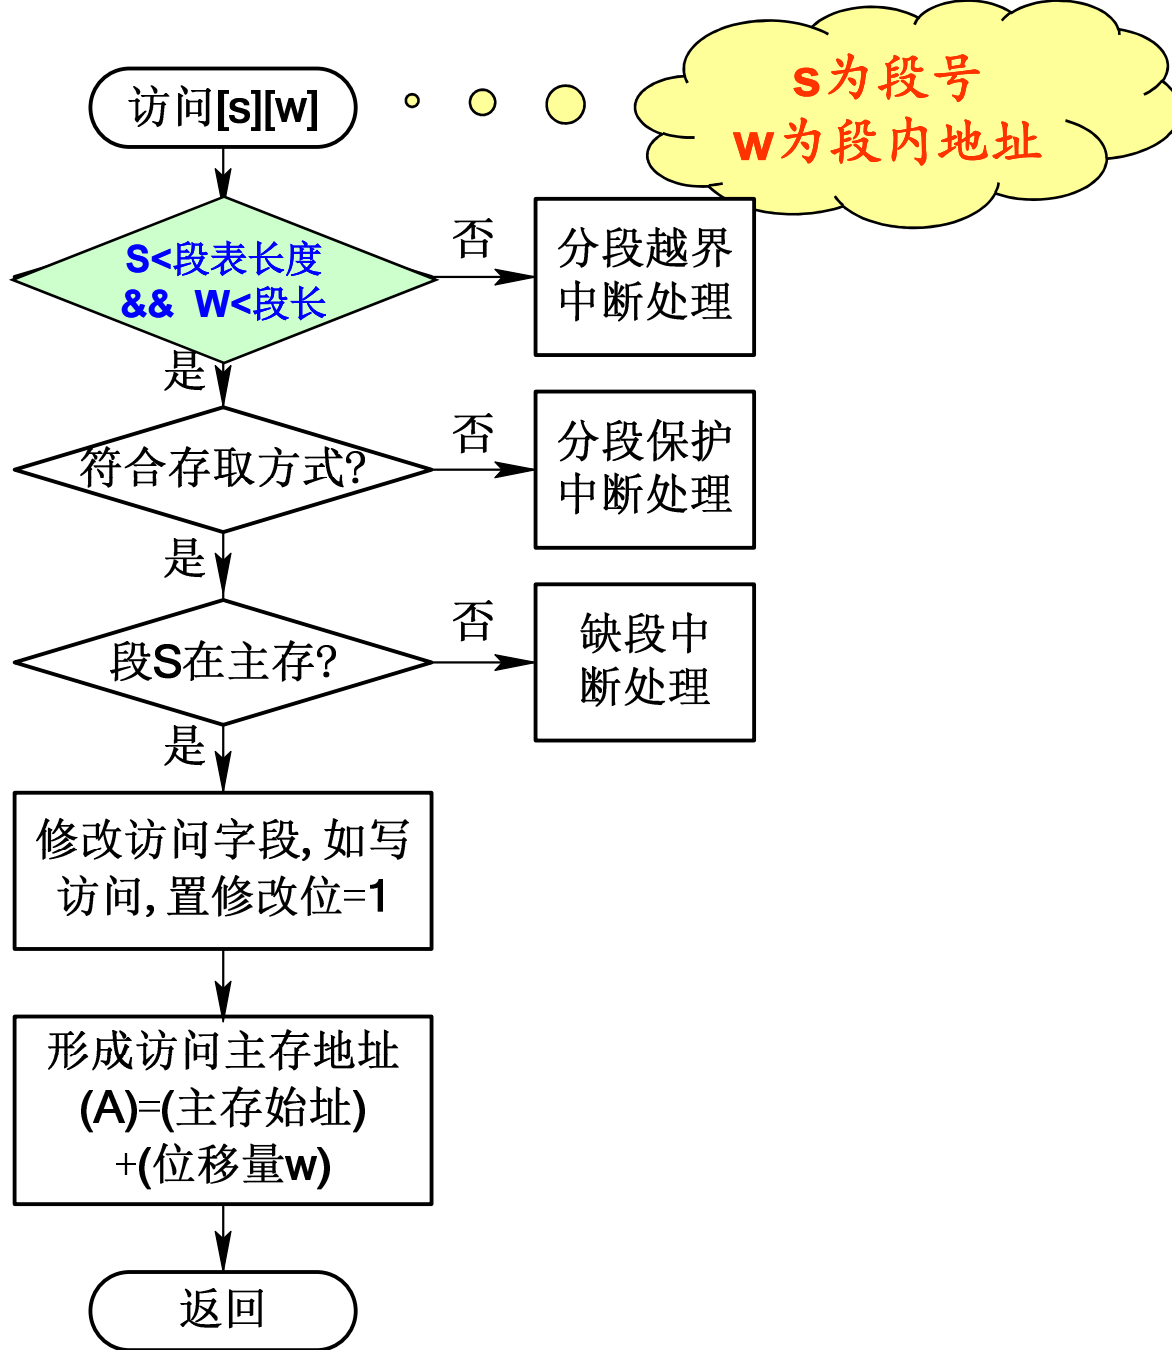 访问[s][w]
s为段号
w为段内地址
S<段表长度
&& W<段长
否
分段越界
中断处理
是
符合存取方式?
否
分段保护
中断处理
是
段S在主存?
否
缺段中
断处理
是
修改访问字段,如写
访问,置修改位=1
形成访问主存地址
(A)=(主存始址)
+(位移量w)
返回